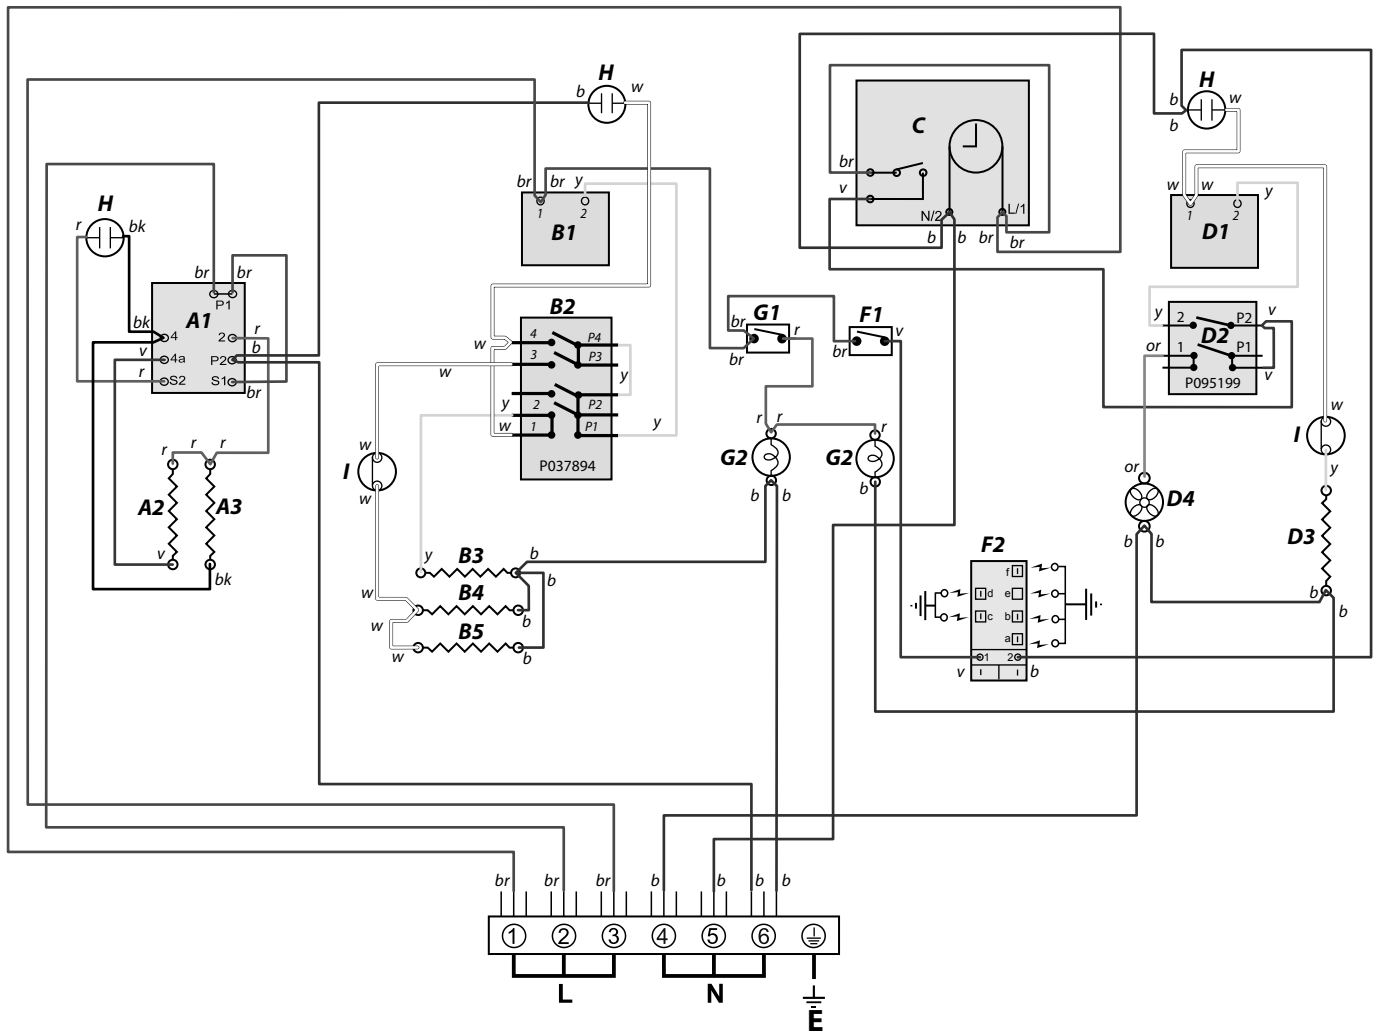 H
b
w
H
b
w
b
C
br
v
N/2
L/1
b
b
br
br
br
br
y
1
2
B1
w
w
y
1
2
D1
H
r
bk
br
br
P1
A1
bk
4
2
r
v
4a
P2
b
r
S2
S1
br
B2
w
4
P4
3
P3
w
y
y
2
P2
w
1
P1
y
P037894
br
G1
r
br
F1
v
br
y
2
P2
v
D2
or
1
P1
v
P095199
r
r
r
A2
A3
v
bk
w
I
w
r
r
r
G2
G2
b
b
b
w
I
y
or
D4
b
b
D3
b
b
y
B3
b
b
w
B4
b
w
B5
w
b
F2
f
d
e
c
b
a
1
2
v
b
br
br
br
b
b
b
b
1
2
3
4
5
6
L
N
E